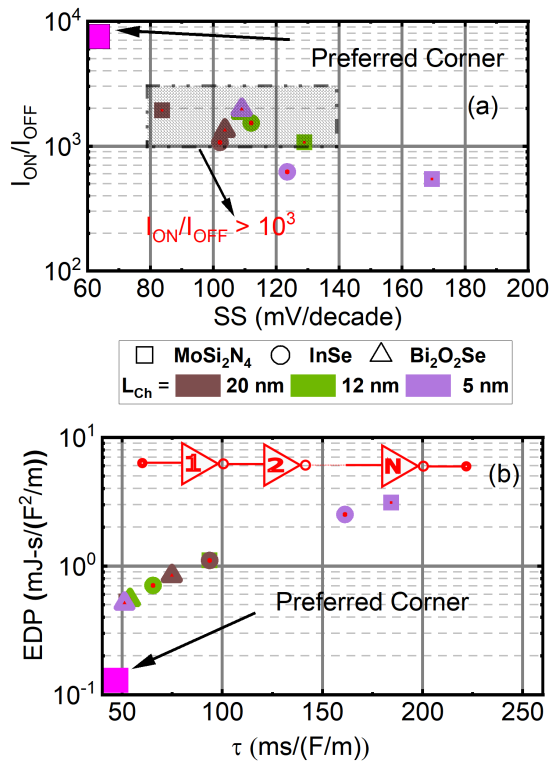 10⁴
Preferred Corner
(a)
I_ON/I_OFF
10³
I_ON/I_OFF > 10³
10²
60 80 100 120 140 160 180 200
SS (mV/decade)
MoSi₂N₄ InSe Bi₂O₂Se
L_Ch = 20 nm 12 nm 5 nm
10¹
1 2 N
(b)
EDP (mJ-s/(F²/m)
10⁰
Preferred Corner
10⁻¹
50 100 150 200 250
τ (ms/(F/m))